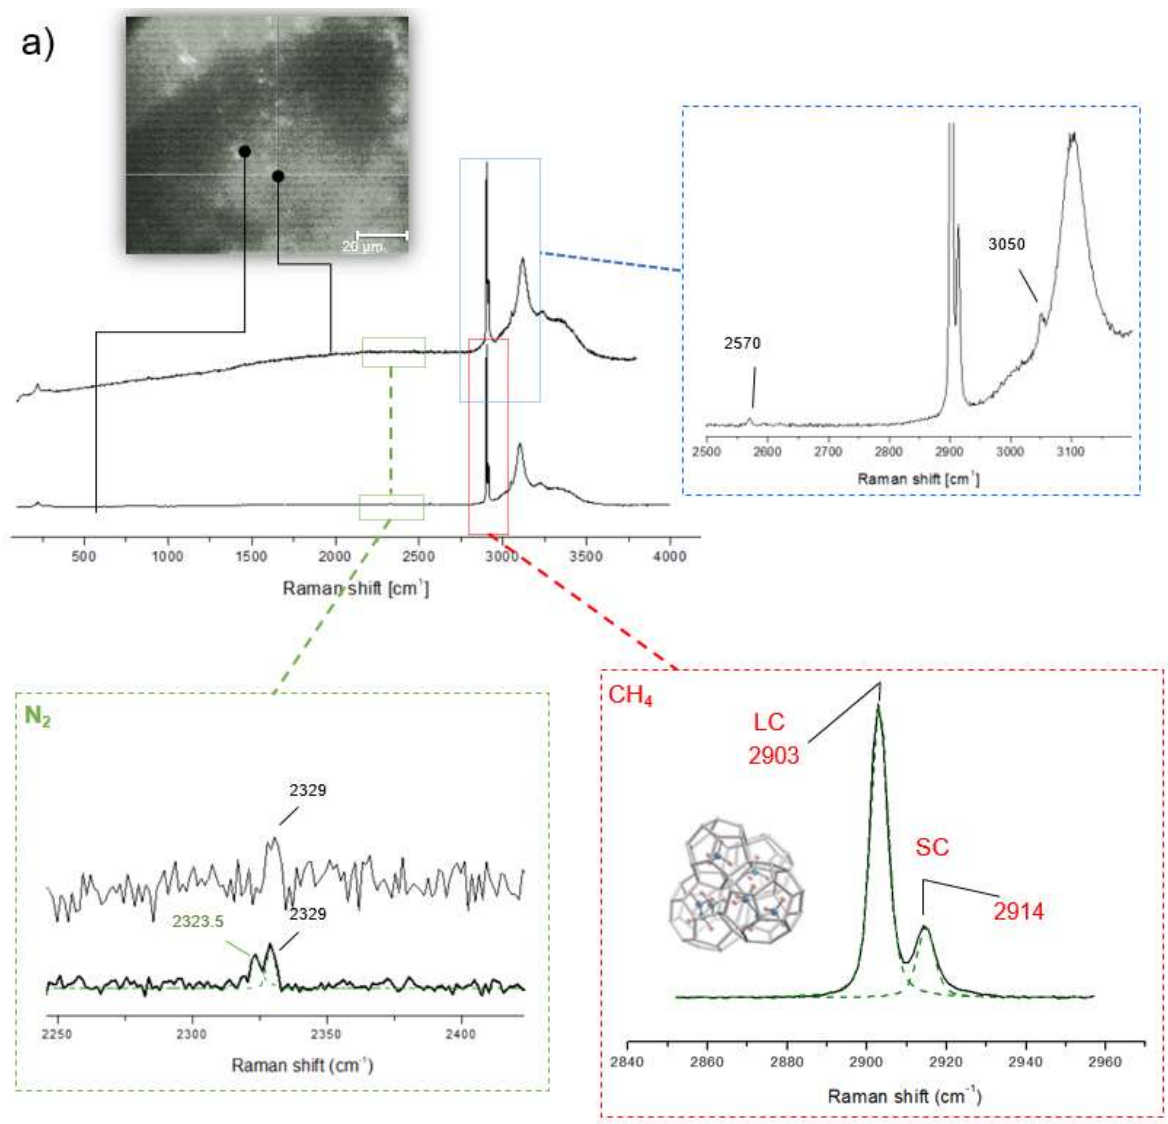 a)
20 µm
3050
2570
2500 2600 2700 2800 2900 3000 3100
Raman shift [cm⁻¹]
500 1000 1500 2000 2500 3000 3500 4000
Raman shift [cm⁻¹]
N₂
2329
2329
2323.5
2250 2300 2350 2400
Raman shift (cm⁻¹)
CH₄
LC
2903
SC
2914
2840 2860 2880 2900 2920 2940 2960
Raman shift (cm⁻¹)